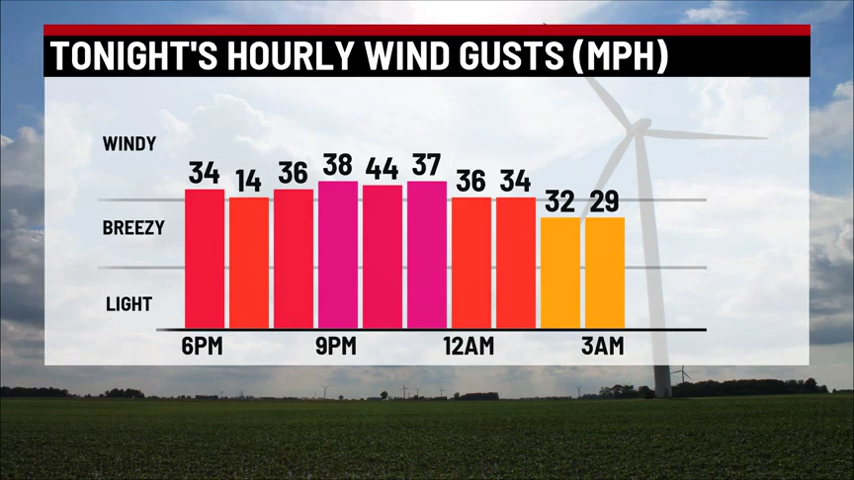 TONIGHT'S HOURLY WIND GUSTS (MPH)
WINDY
34 14 36 38 44 37 36 34 32 29
BREEZY
LIGHT
6PM 9PM 12AM 3AM